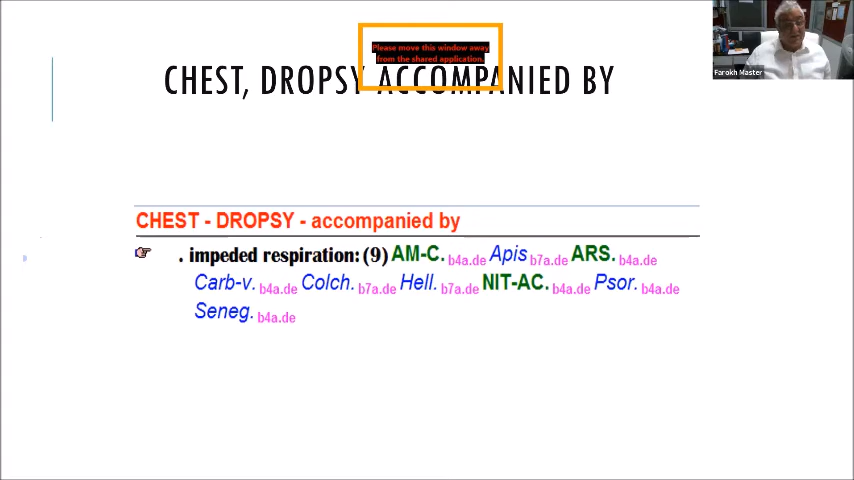 Please move this window away
from the shared application.
CHEST, DROPSY ACCOMPANIED BY
Farokh Master
CHEST - DROPSY - accompanied by
. impeded respiration: (9) AM-C. b4a.de Apis b7a.de ARS. b4a.de
Carb-v. b4a.de Colch. b7a.de Hell. b7a.de NIT-AC. b4a.de Psor. b4a.de
Seneg. b4a.de